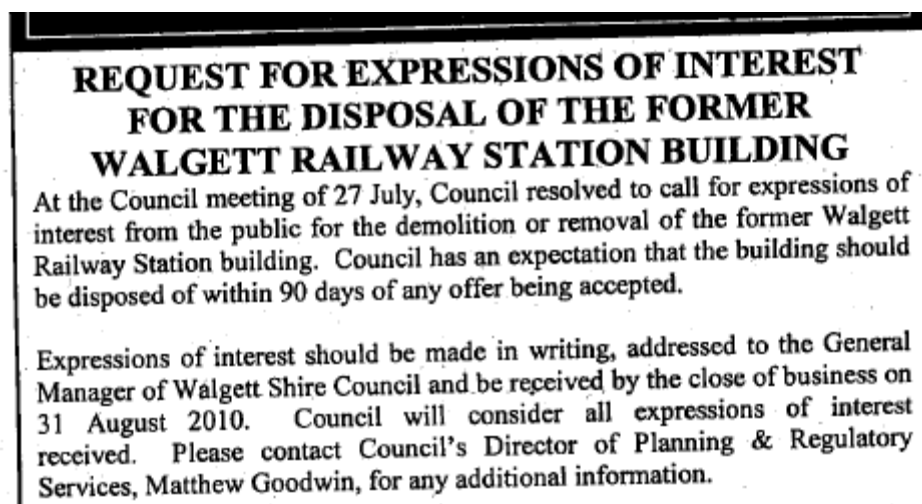 REQUEST FOR EXPRESSIONS OF INTEREST
FOR THE DISPOSAL OF THE FORMER
WALGETT RAILWAY STATION BUILDING
At the Council meeting of 27 July, Council resolved to call for expressions of
interest from the public for the demolition or removal of the former Walgett
Railway Station building. Council has an expectation that the building should
be disposed of within 90 days of any offer being accepted.
Expressions of interest should be made in writing, addressed to the General
Manager of Walgett Shire Council and be received by the close of business on
31 August 2010. Council will consider all expressions of interest
received. Please contact Council's Director of Planning & Regulatory
Services, Matthew Goodwin, for any additional information.